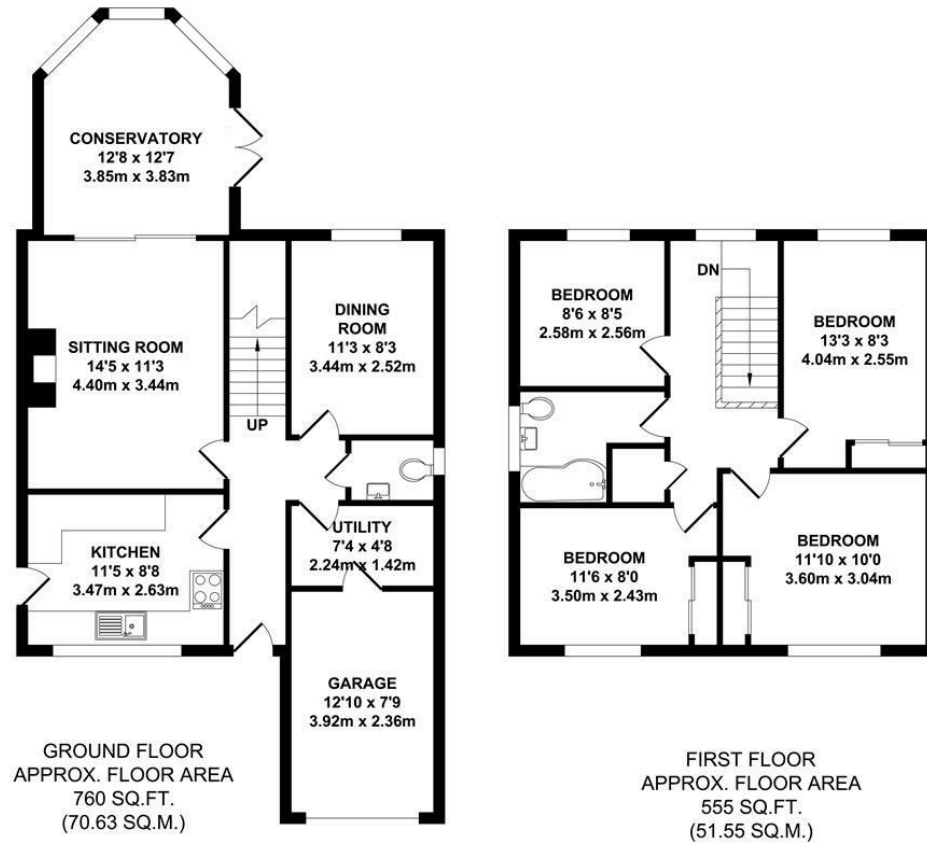 CONSERVATORY
12'8 x 12'7
3.85m x 3.83m
SITTING ROOM
14'5 x 11'3
4.40m x 3.44m
UP
DINING
ROOM
11'3 x 8'3
3.44m x 2.52m
KITCHEN
11'5 x 8'8
3.47m x 2.63m
UTILITY
7'4 x 4'8
2.24m x 1.42m
GARAGE
12'10 x 7'9
3.92m x 2.36m
GROUND FLOOR
APPROX. FLOOR AREA
760 SQ.FT.
(70.63 SQ.M.)
BEDROOM
8'6 x 8'5
2.58m x 2.56m
DN
BEDROOM
13'3 x 8'3
4.04m x 2.55m
BEDROOM
11'6 x 8'0
3.50m x 2.43m
BEDROOM
11'10 x 10'0
3.60m x 3.04m
FIRST FLOOR
APPROX. FLOOR AREA
555 SQ.FT.
(51.55 SQ.M.)